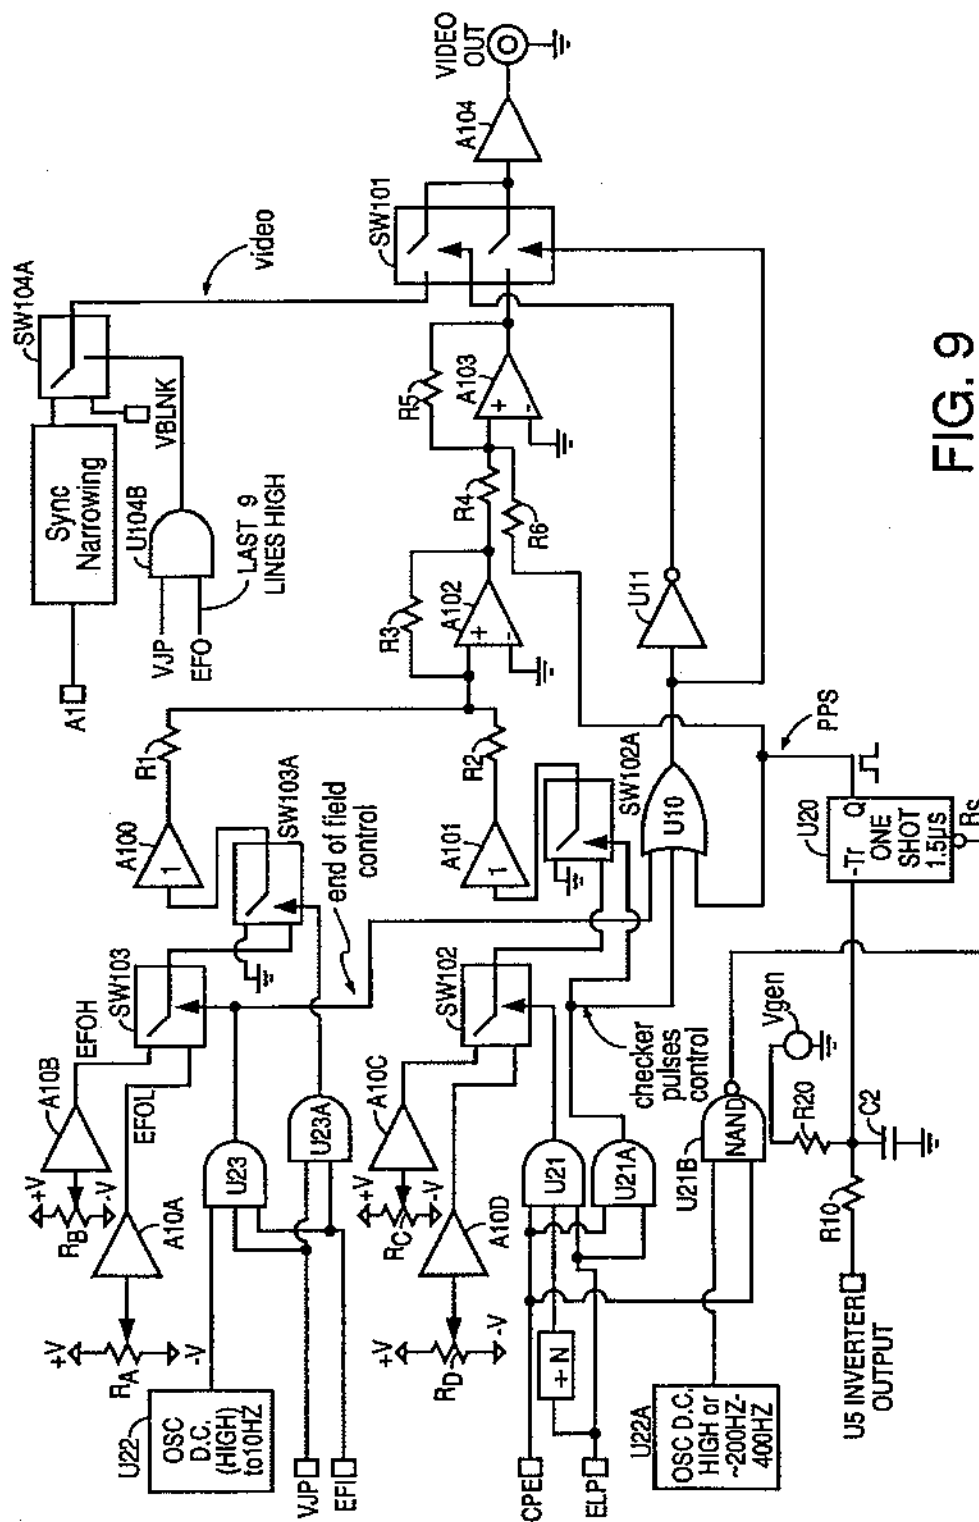 VIDEO
OUT
A104
SW101
video
SW104A
Sync
Narrowing
VBLNK
U104B
VJP
EFO
LAST 9
LINES HIGH
A1
R5
A103
+
-
R4
R6
R3
A102
+
-
U11
R1
R2
A100
1
SW103A
end of field
control
A101
1
SW102A
U10
PPS
U20
-Tr
Q
ONE
SHOT
1.5µs
Rs
SW103
EFOH
EFOL
A10B
A10A
+V
RB
-V
+V
RA
-V
U23
U23A
U22
OSC
D.C.
(HIGH)
to10HZ
VJP
EFI
SW102
A10C
A10D
+V
RC
-V
+V
RD
-V
U21
U21A
checker
pulses
control
÷N
CPE
ELP
U21B
NAND
Vgen
R20
C2
R10
U22A
OSC D.C.
HIGH or
~200HZ-
400HZ
U5 INVERTER
OUTPUT
FIG. 9